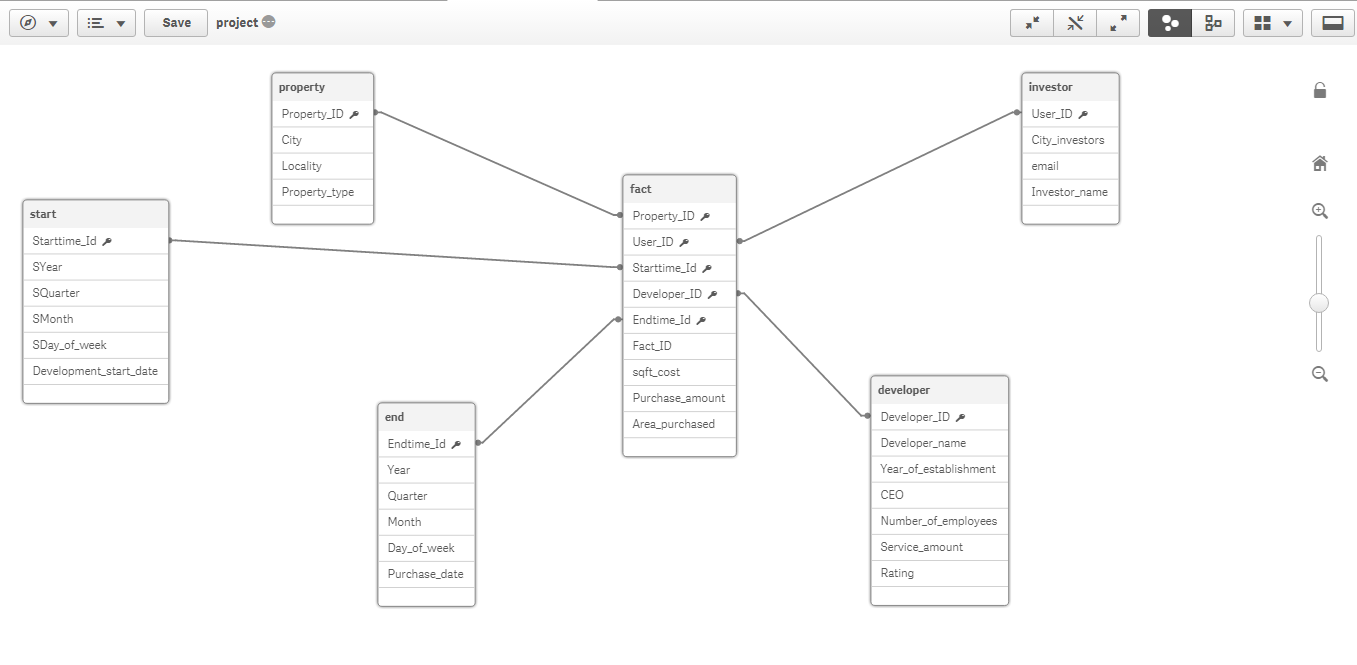 Save
project
property
Property_ID
City
Locality
Property_type
investor
User_ID
City_investors
email
Investor_name
fact
Property_ID
User_ID
Starttime_Id
Developer_ID
Endtime_Id
Fact_ID
sqft_cost
Purchase_amount
Area_purchased
start
Starttime_Id
SYear
SQuarter
SMonth
SDay_of_week
Development_start_date
end
Endtime_Id
Year
Quarter
Month
Day_of_week
Purchase_date
developer
Developer_ID
Developer_name
Year_of_establishment
CEO
Number_of_employees
Service_amount
Rating